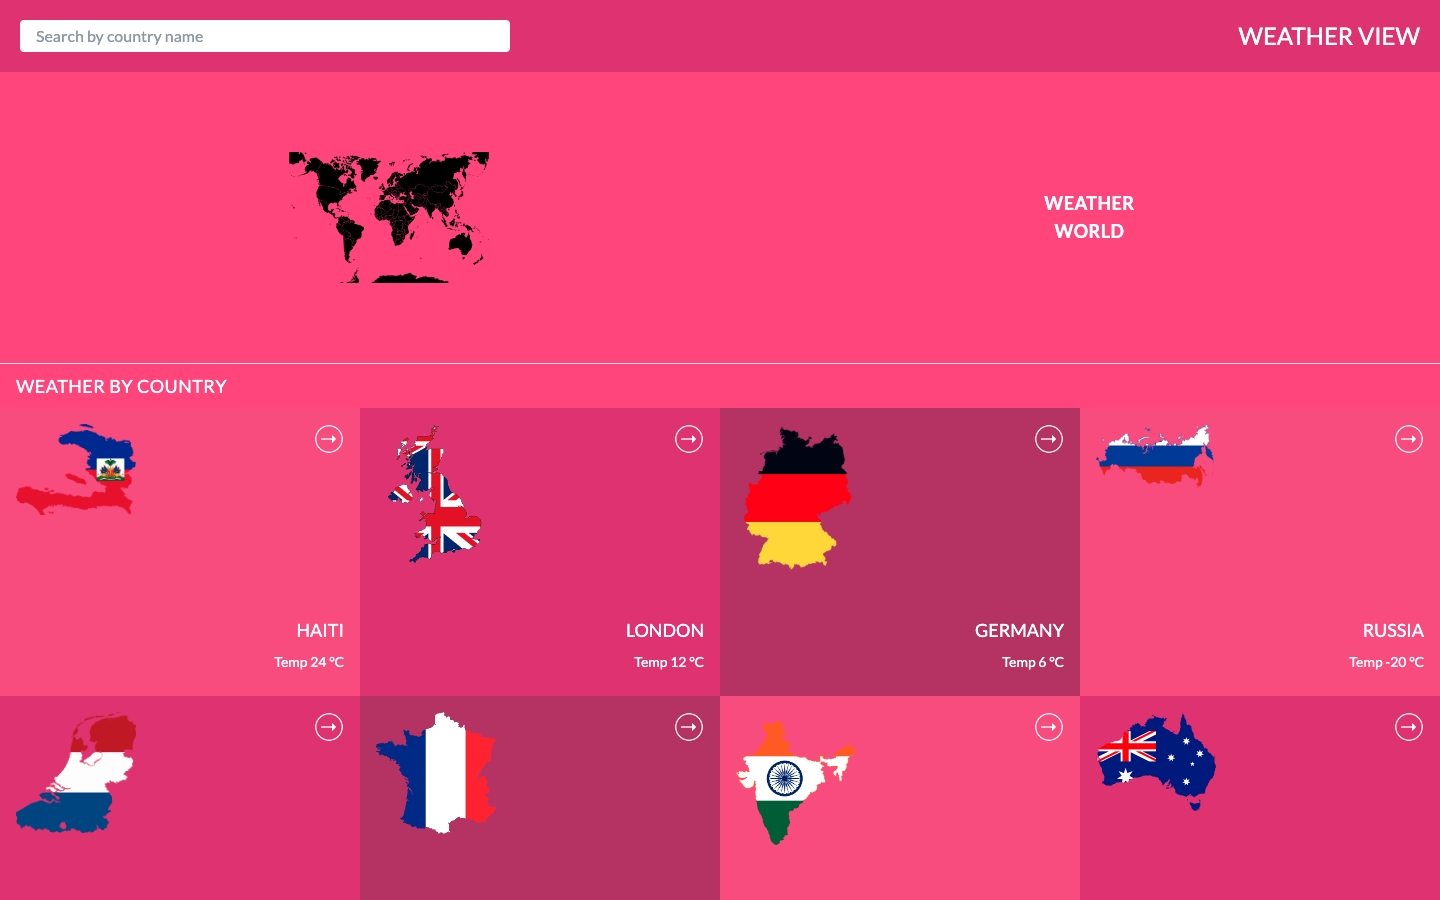 Search by country name
WEATHER VIEW
WEATHER
WORLD
WEATHER BY COUNTRY
HAITI
Temp 24 °C
LONDON
Temp 12 °C
GERMANY
Temp 6 °C
RUSSIA
Temp -20 °C